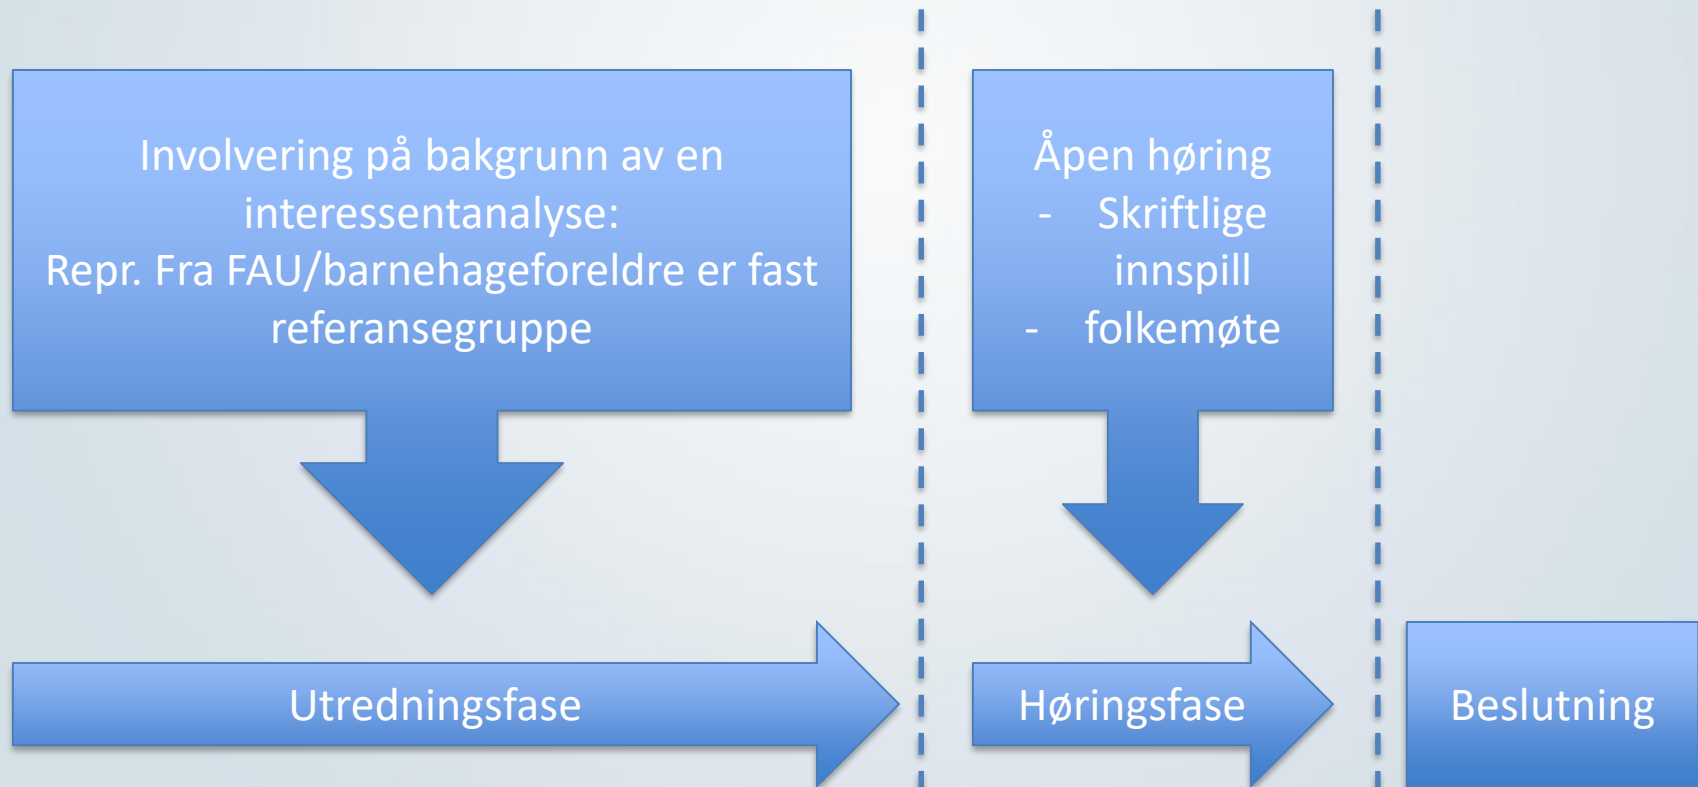 Involvering på bakgrunn av en
interessentanalyse:
Repr. Fra FAU/barnehageforeldre er fast
referansegruppe
Åpen høring
- Skriftlige
innspill
- folkemøte
Utredningsfase
Høringsfase
Beslutning